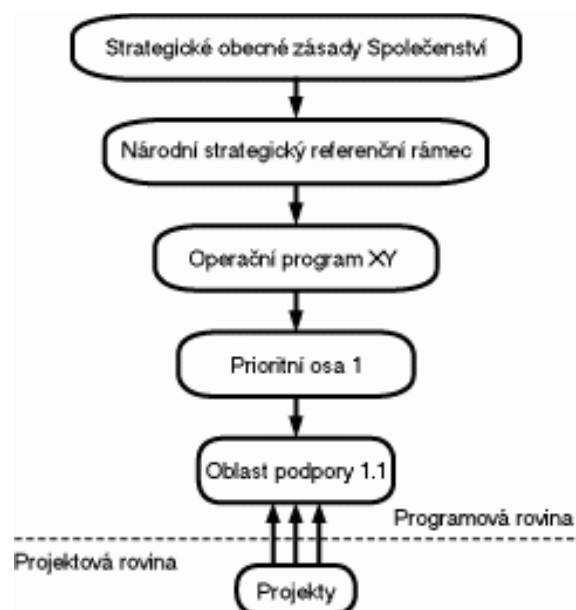 Strategické obecné zásady Společenství
Národní strategický referenční rámec
Operační program XY
Prioritní osa 1
Oblast podpory 1.1
Programová rovina
Projektová rovina
Projekty